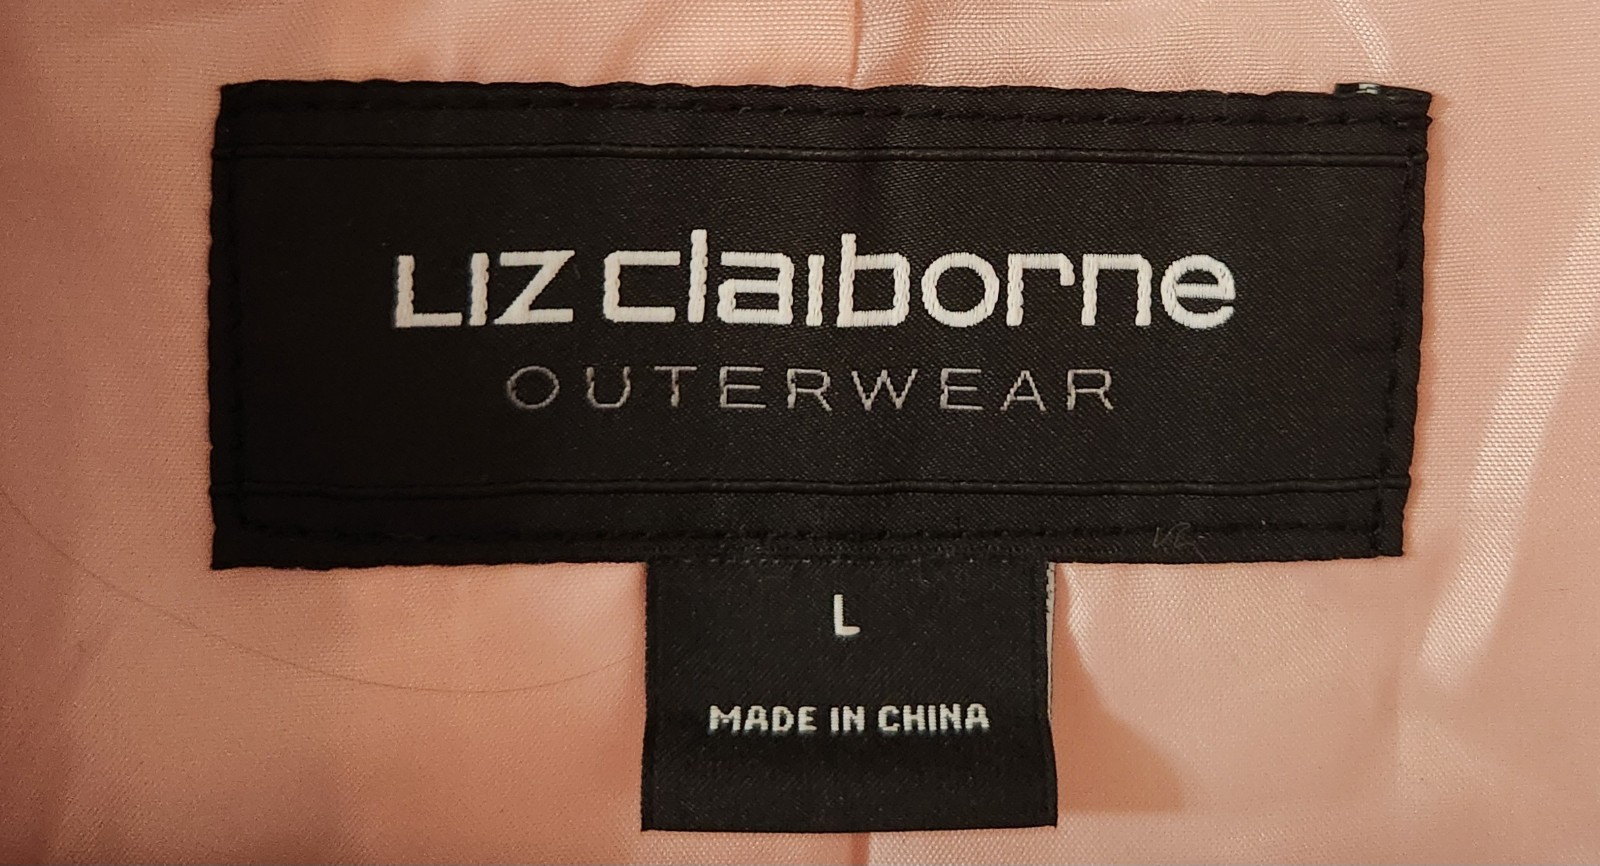 Liz claiborne
OUTERWEAR
L
MADE IN CHINA